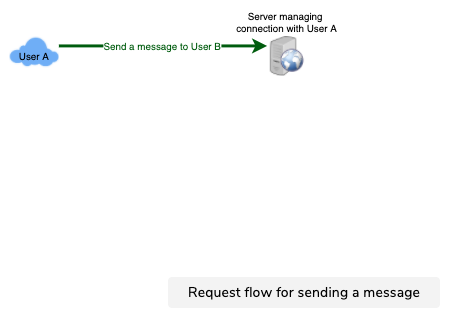 Server managing
connection with User A
User A
Send a message to User B
Request flow for sending a message